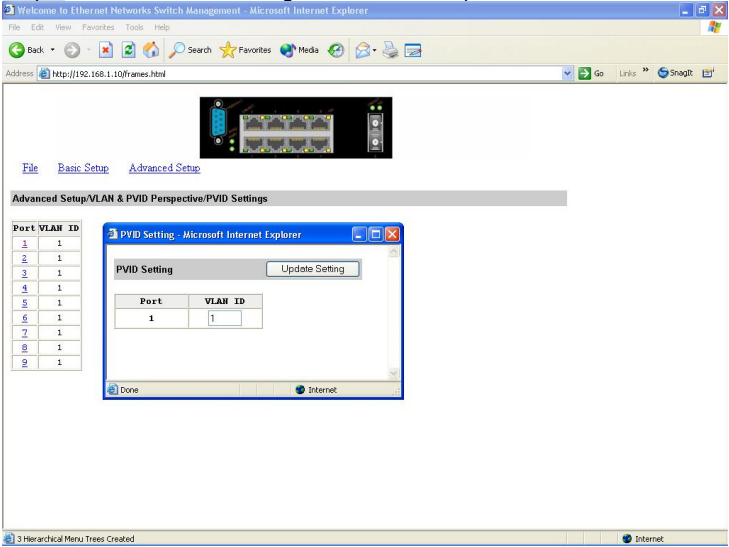 Welcome to Ethernet Networks Switch Management - Microsoft Internet Explorer
File Edit View Favorites Tools Help
Back Search Favorites Media
Address http://192.168.1.10/frames.html Go Links » SnagIt
File Basic Setup Advanced Setup
Advanced Setup/VLAN & PVID Perspective/PVID Settings
Port VLAN ID
1 1
2 1
3 1
4 1
5 1
6 1
7 1
8 1
9 1
PVID Setting - Microsoft Internet Explorer
PVID Setting Update Setting
Port VLAN ID
1 1
Done Internet
3 Hierarchical Menu Trees Created Internet